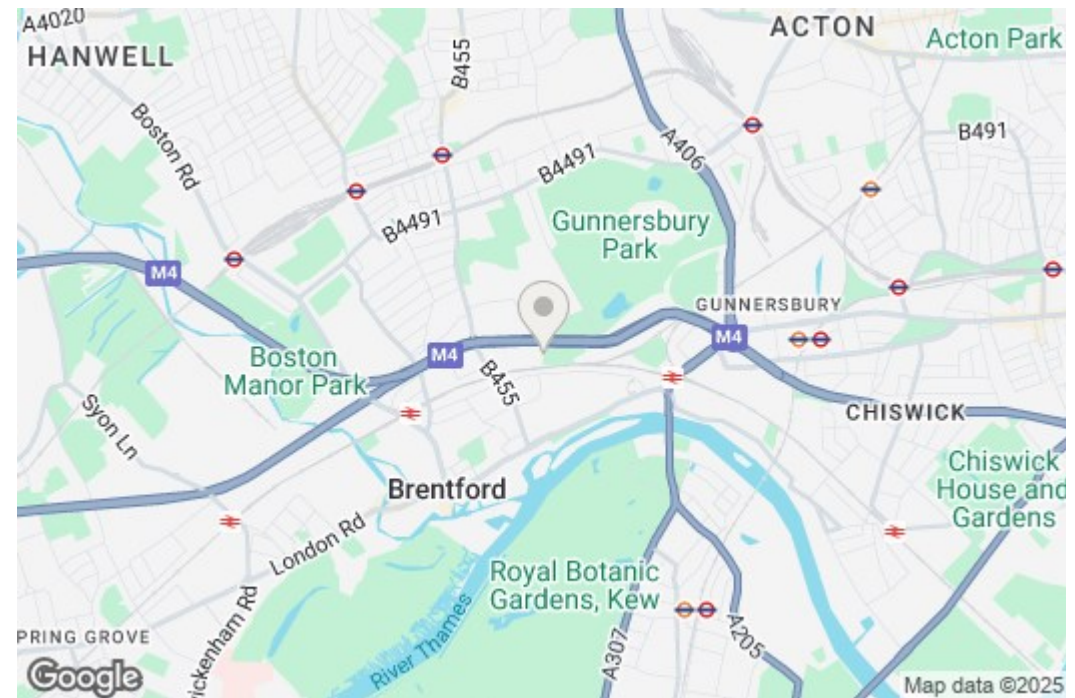 A4020
HANWELL
B455
ACTON
Acton Park
Boston Rd
A406
B491
B4491
B4491
Gunnersbury
Park
M4
GUNNERSBURY
M4
M4
Boston
Manor Park
B455
Syon Ln
CHISWICK
Chiswick
House and
Gardens
Brentford
London Rd
Royal Botanic
Gardens, Kew
PRING GROVE
ickenham Rd
River Thames
A307
A205
Google
Map data ©2025